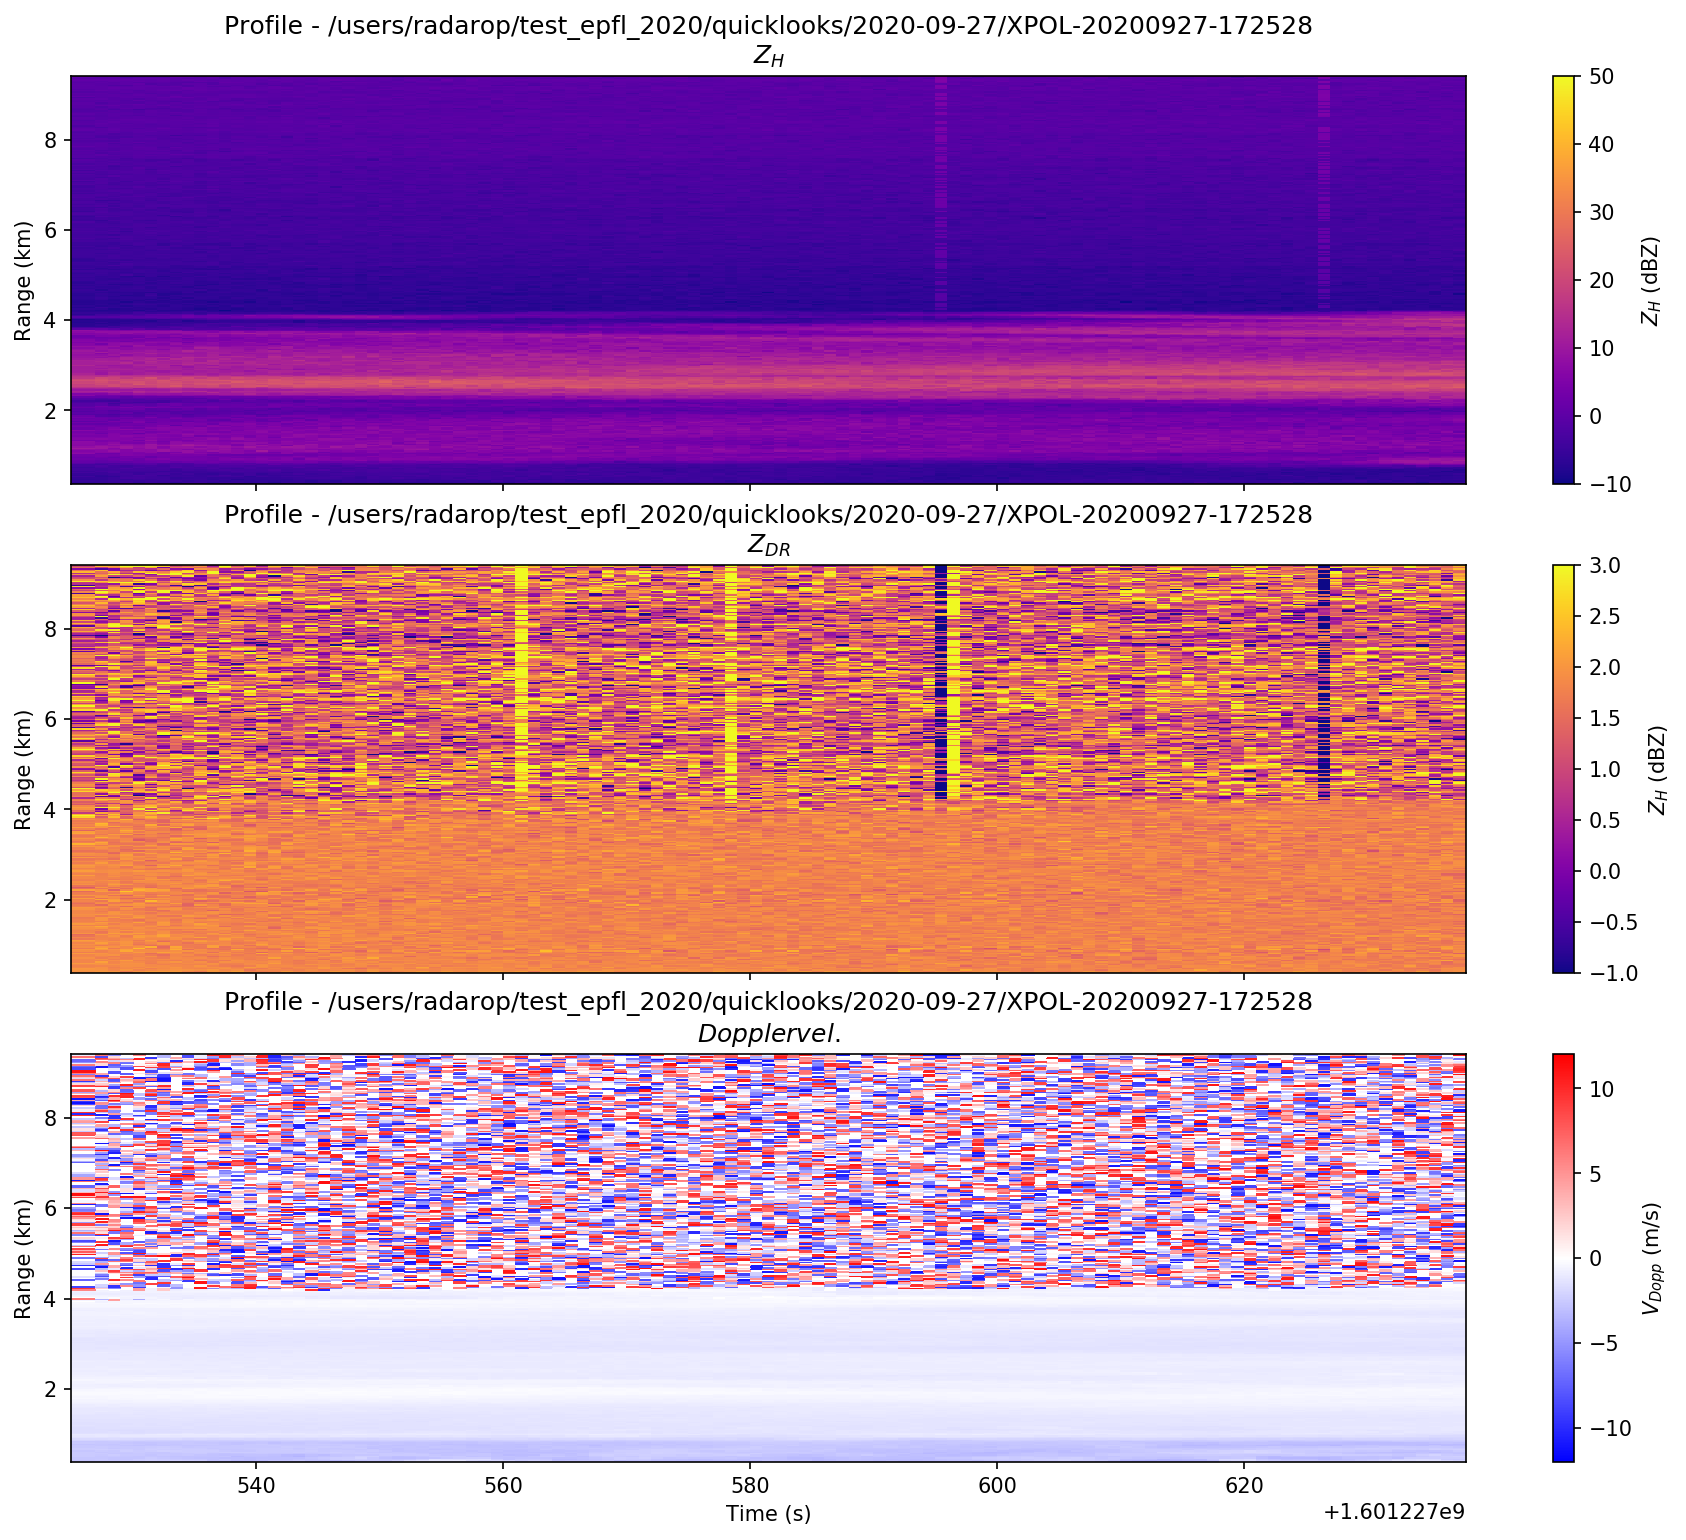 Profile - /users/radarop/test_epfl_2020/quicklooks/2020-09-27/XPOL-20200927-172528
Z_H
Range (km)
8
6
4
2
50
40
30
20
10
0
−10
Z_H (dBZ)
Profile - /users/radarop/test_epfl_2020/quicklooks/2020-09-27/XPOL-20200927-172528
Z_DR
Range (km)
8
6
4
2
3.0
2.5
2.0
1.5
1.0
0.5
0.0
−0.5
−1.0
Z_H (dBZ)
Profile - /users/radarop/test_epfl_2020/quicklooks/2020-09-27/XPOL-20200927-172528
Dopplervel.
Range (km)
8
6
4
2
10
5
0
−5
−10
V_Dopp (m/s)
540 560 580 600 620
Time (s)
+1.601227e9